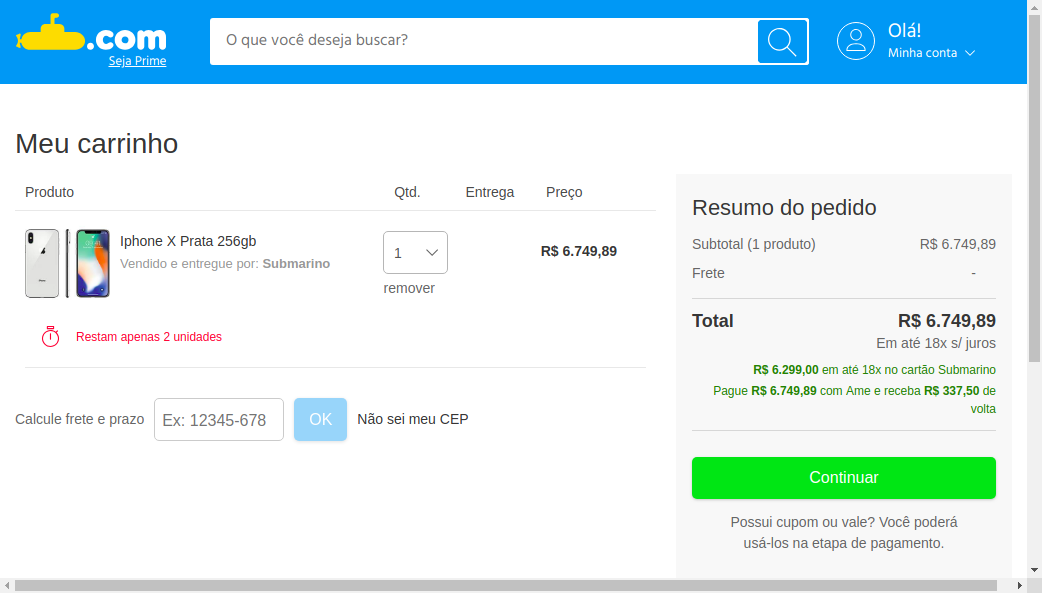 .com
Seja Prime
O que você deseja buscar?
Olá!
Minha conta
Meu carrinho
Produto Qtd. Entrega Preço
Iphone X Prata 256gb
Vendido e entregue por: Submarino
1
remover
R$ 6.749,89
Restam apenas 2 unidades
Calcule frete e prazo Ex: 12345-678 OK Não sei meu CEP
Resumo do pedido
Subtotal (1 produto) R$ 6.749,89
Frete -
Total R$ 6.749,89
Em até 18x s/ juros
R$ 6.299,00 em até 18x no cartão Submarino
Pague R$ 6.749,89 com Ame e receba R$ 337,50 de
volta
Continuar
Possui cupom ou vale? Você poderá
usá-los na etapa de pagamento.